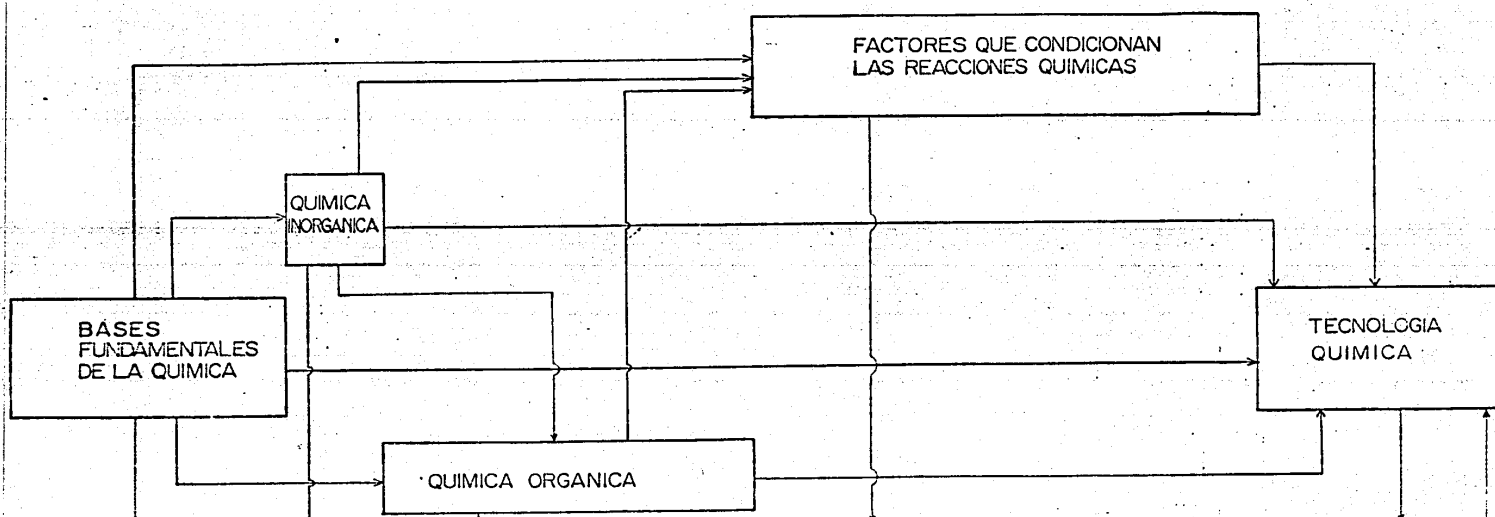 FACTORES QUE CONDICIONAN
LAS REACCIONES QUIMICAS
QUIMICA
INORGANICA
BASES
FUNDAMENTALES
DE LA QUIMICA
TECNOLOGIA
QUIMICA
QUIMICA ORGANICA